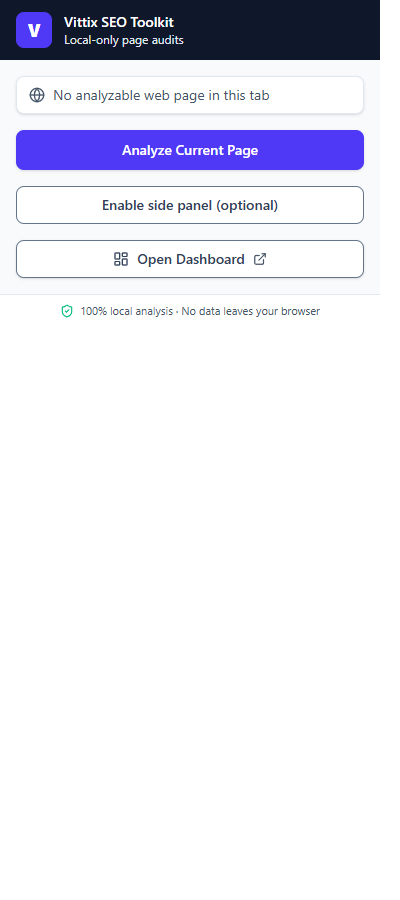 V
Vittix SEO Toolkit
Local-only page audits
No analyzable web page in this tab
Analyze Current Page
Enable side panel (optional)
Open Dashboard
100% local analysis · No data leaves your browser